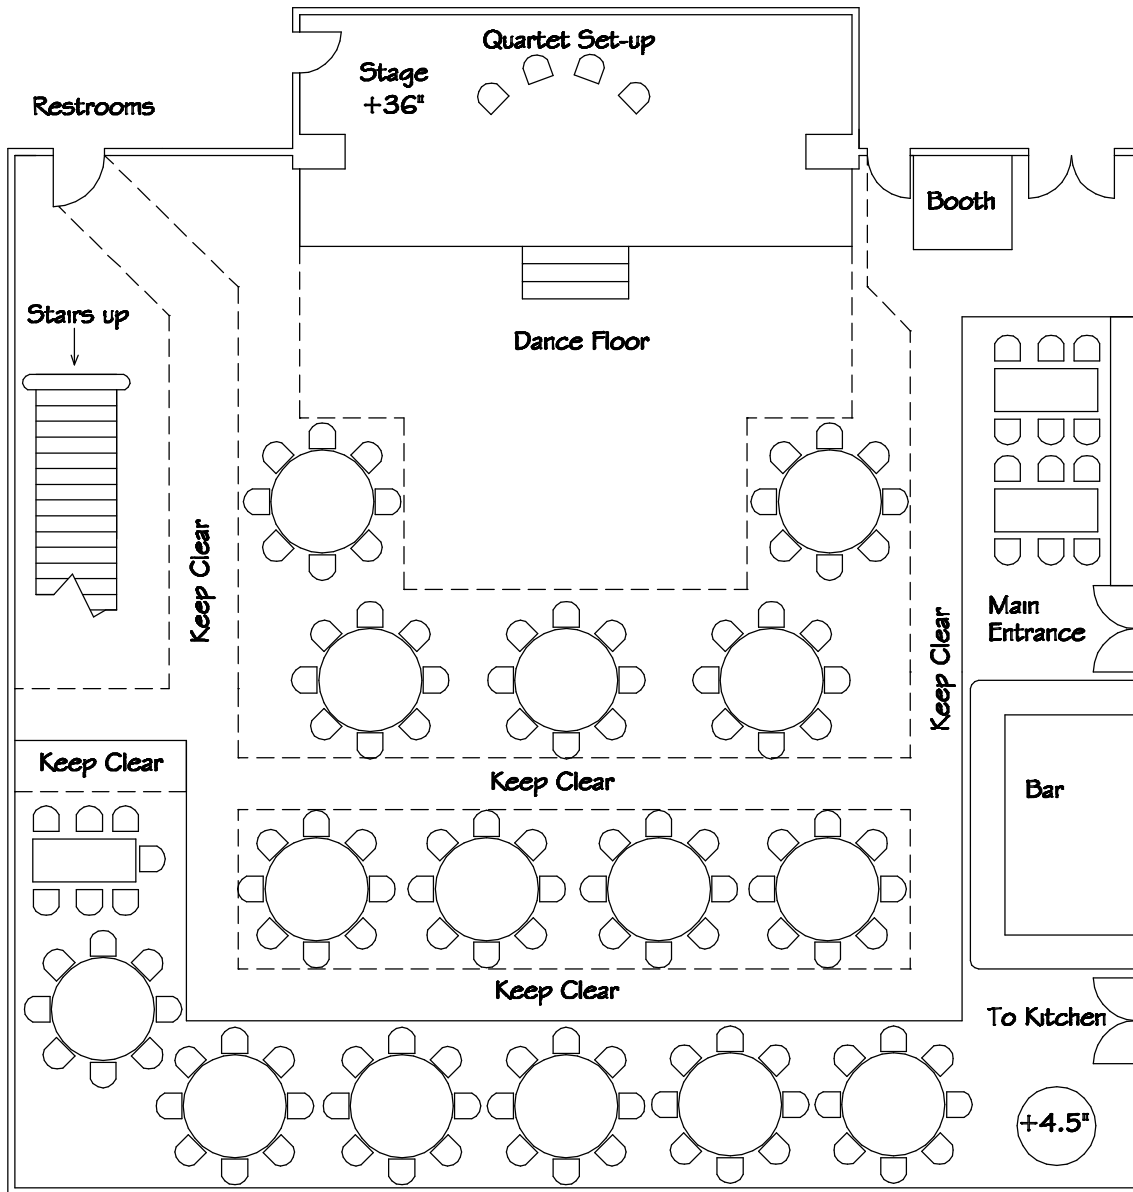 Quartet Set-up
Stage
+36"
Restrooms
Booth
Stairs up
Dance Floor
Keep Clear
Main
Entrance
Keep Clear
Keep Clear
Keep Clear
Bar
Keep Clear
To Kitchen
+4.5"